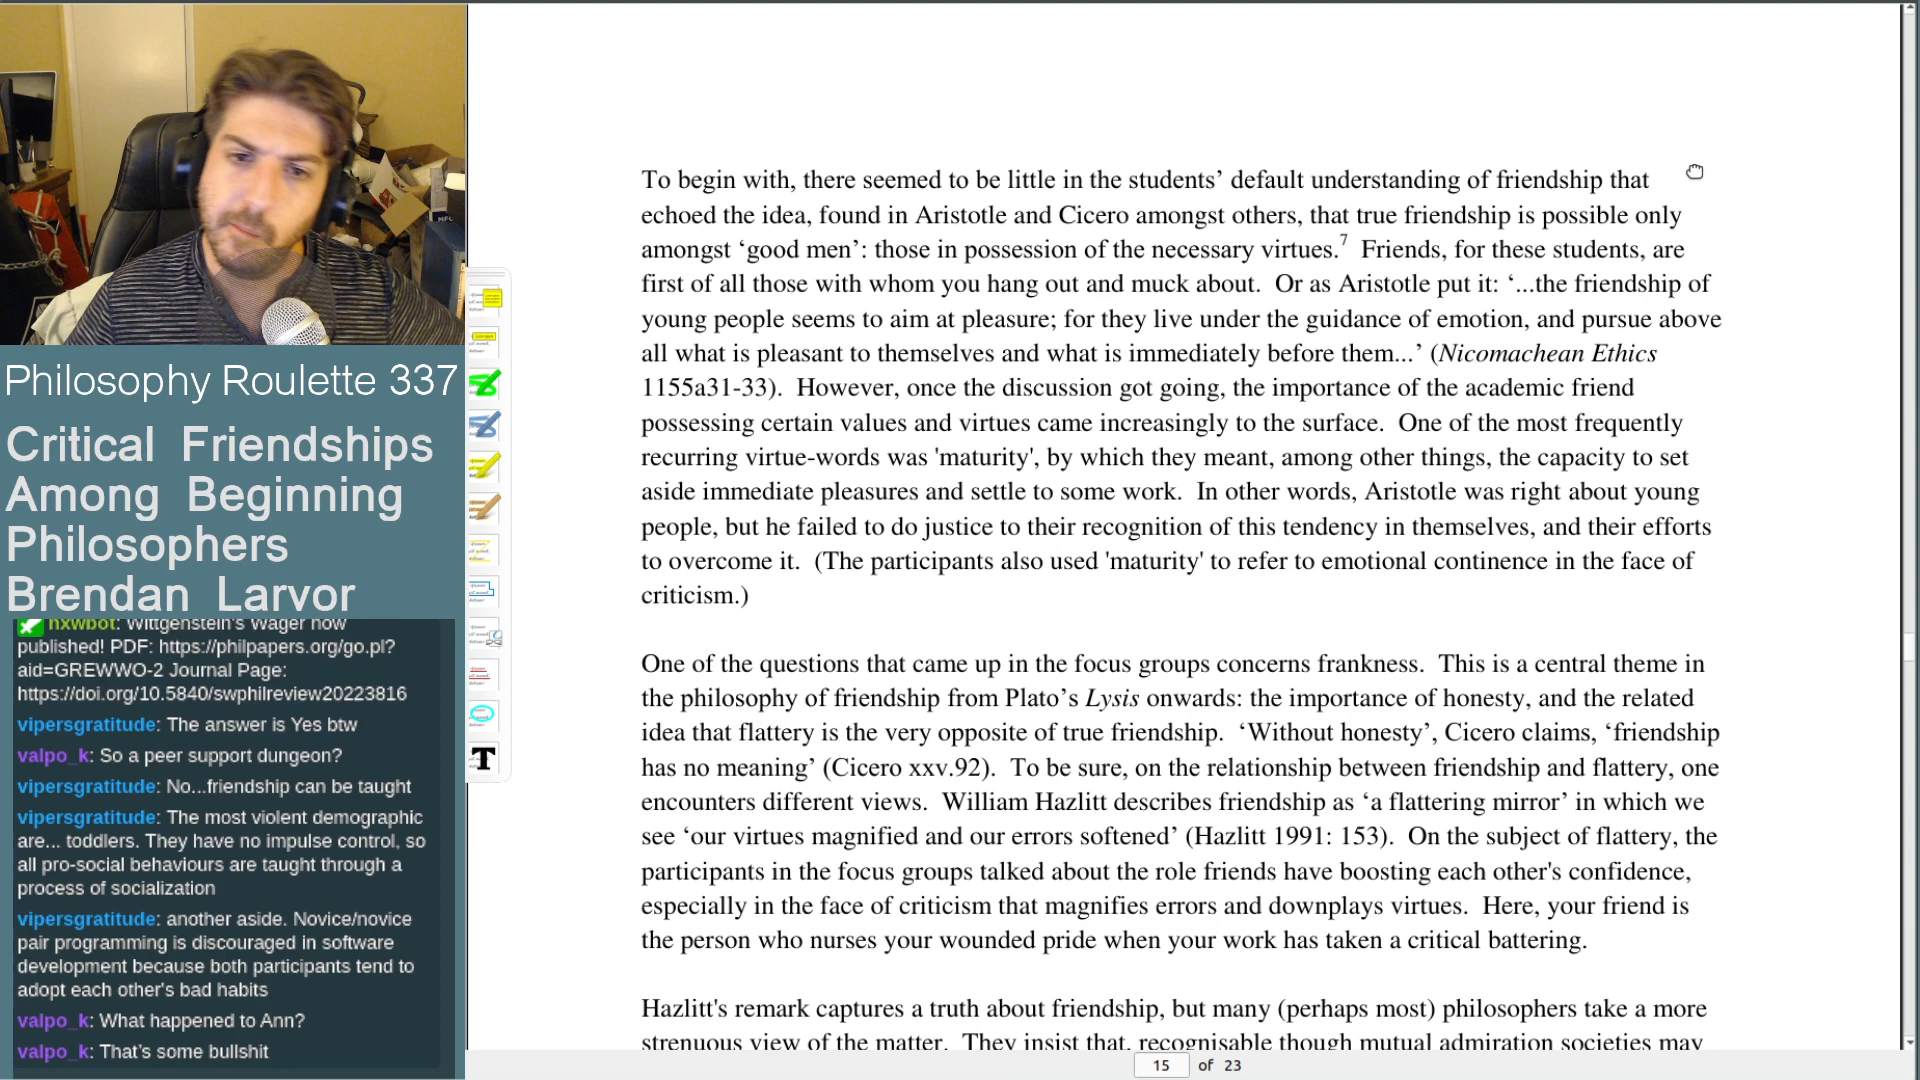 Philosophy Roulette 337
Critical Friendships
Among Beginning
Philosophers
Brendan Larvor
nxwbot: Wittgenstein's Wager now
published! PDF: https://philpapers.org/go.pl?
aid=GREWWO-2 Journal Page:
https://doi.org/10.5840/swphilreview20223816
vipersgratitude: The answer is Yes btw
valpo_k: So a peer support dungeon?
vipersgratitude: No...friendship can be taught
vipersgratitude: The most violent demographic
are... toddlers. They have no impulse control, so
all pro-social behaviours are taught through a
process of socialization
vipersgratitude: another aside. Novice/novice
pair programming is discouraged in software
development because both participants tend to
adopt each other's bad habits
valpo_k: What happened to Ann?
valpo_k: That's some bullshit
T
To begin with, there seemed to be little in the students’ default understanding of friendship that
echoed the idea, found in Aristotle and Cicero amongst others, that true friendship is possible only
amongst ‘good men’: those in possession of the necessary virtues.7 Friends, for these students, are
first of all those with whom you hang out and muck about. Or as Aristotle put it: ‘...the friendship of
young people seems to aim at pleasure; for they live under the guidance of emotion, and pursue above
all what is pleasant to themselves and what is immediately before them...’ (Nicomachean Ethics
1155a31-33). However, once the discussion got going, the importance of the academic friend
possessing certain values and virtues came increasingly to the surface. One of the most frequently
recurring virtue-words was 'maturity', by which they meant, among other things, the capacity to set
aside immediate pleasures and settle to some work. In other words, Aristotle was right about young
people, but he failed to do justice to their recognition of this tendency in themselves, and their efforts
to overcome it. (The participants also used 'maturity' to refer to emotional continence in the face of
criticism.)
One of the questions that came up in the focus groups concerns frankness. This is a central theme in
the philosophy of friendship from Plato’s Lysis onwards: the importance of honesty, and the related
idea that flattery is the very opposite of true friendship. ‘Without honesty’, Cicero claims, ‘friendship
has no meaning’ (Cicero xxv.92). To be sure, on the relationship between friendship and flattery, one
encounters different views. William Hazlitt describes friendship as ‘a flattering mirror’ in which we
see ‘our virtues magnified and our errors softened’ (Hazlitt 1991: 153). On the subject of flattery, the
participants in the focus groups talked about the role friends have boosting each other's confidence,
especially in the face of criticism that magnifies errors and downplays virtues. Here, your friend is
the person who nurses your wounded pride when your work has taken a critical battering.
Hazlitt's remark captures a truth about friendship, but many (perhaps most) philosophers take a more
strenuous view of the matter. They insist that, recognisable though mutual admiration societies may
15 of 23